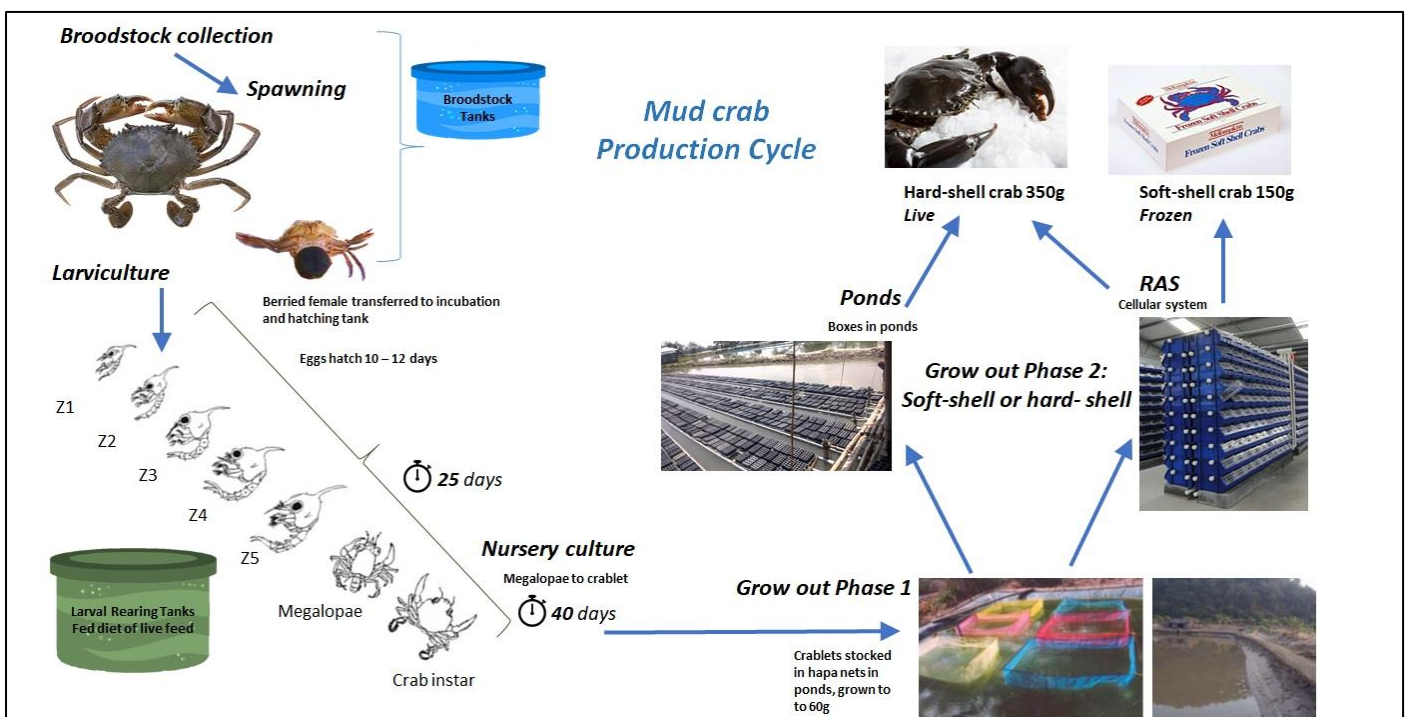 Broodstock collection
Spawning
Broodstock
Tanks
Mud crab
Production Cycle
Frozen Soft Shell Crabs
Frozen Soft Shell Crabs
Hard-shell crab 350g
Live
Soft-shell crab 150g
Frozen
Larviculture
Berried female transferred to incubation
and hatching tank
Eggs hatch 10 – 12 days
Ponds
Boxes in ponds
RAS
Cellular system
Grow out Phase 2:
Soft-shell or hard- shell
Z1
Z2
Z3
Z4
Z5
25 days
Nursery culture
Megalopae to crablet
40 days
Larval Rearing Tanks
Fed diet of live feed
Megalopae
Crab instar
Grow out Phase 1
Crablets stocked
in hapa nets in
ponds, grown to
to 60g